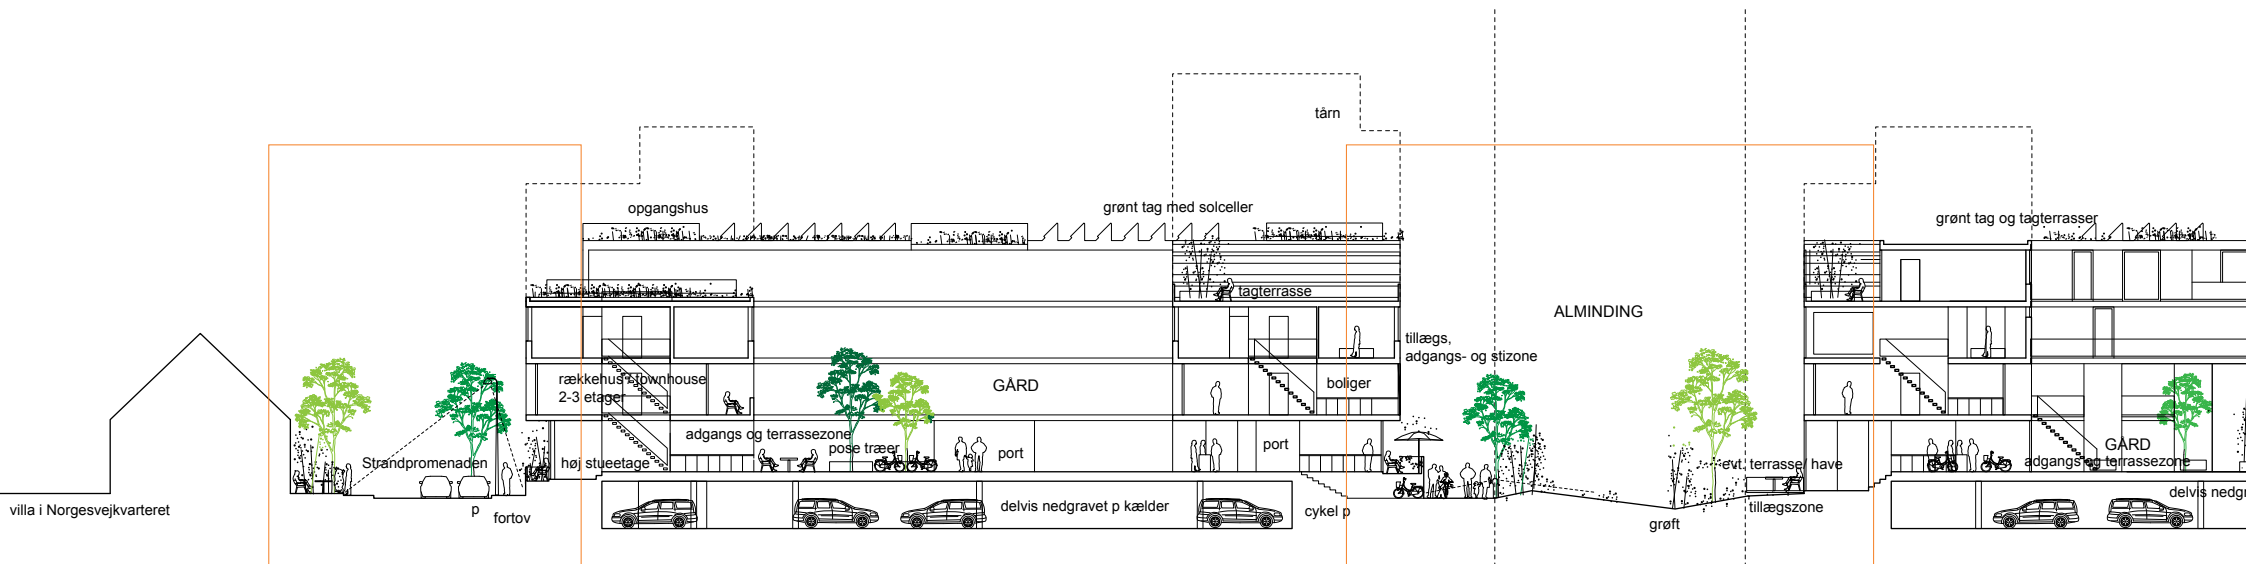 tårn
opgangshus
grønt tag med solceller
grønt tag og tagterrasser
tagterrasse
ALMINDING
tillægs,
adgangs- og stizone
rækkehus / townhouse
2-3 etager
GÅRD
boliger
adgangs og terrassezone
pose træer
port
port
GÅRD
adgangs og terrassezone
Strandpromenaden
høj stueetage
evt. terrasse/ have
villa i Norgesvejkvarteret
p
fortov
delvis nedgravet p kælder
cykel p
grøft
tillægszone
delvis nedgr